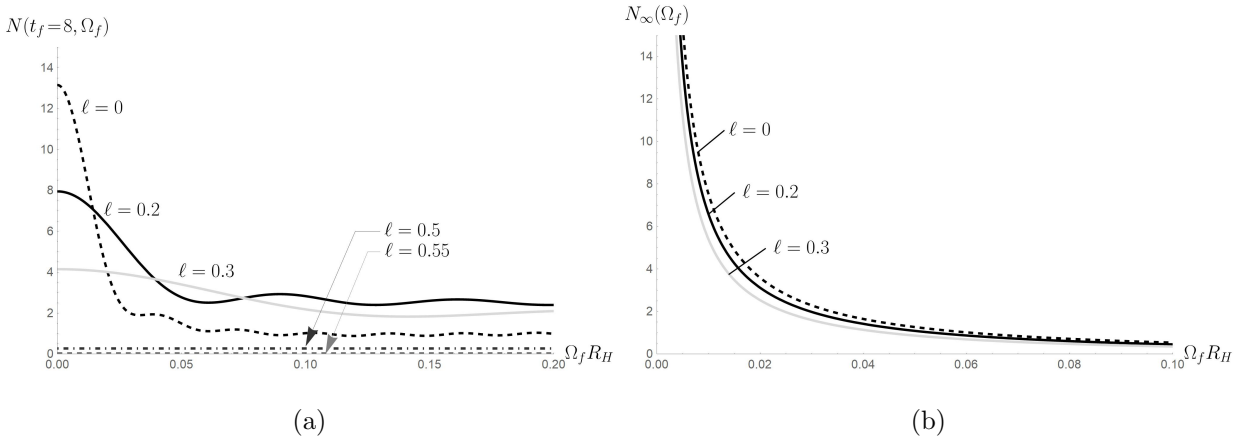 N(t_f=8, Ω_f)
14
12
10
8
6
4
2
0
0.00 0.05 0.10 0.15 0.20
Ω_f R_H
ℓ = 0
ℓ = 0.2
ℓ = 0.3
ℓ = 0.5
ℓ = 0.55
(a)
N_∞(Ω_f)
14
12
10
8
6
4
2
0
0.00 0.02 0.04 0.06 0.08 0.10
Ω_f R_H
ℓ = 0
ℓ = 0.2
ℓ = 0.3
(b)